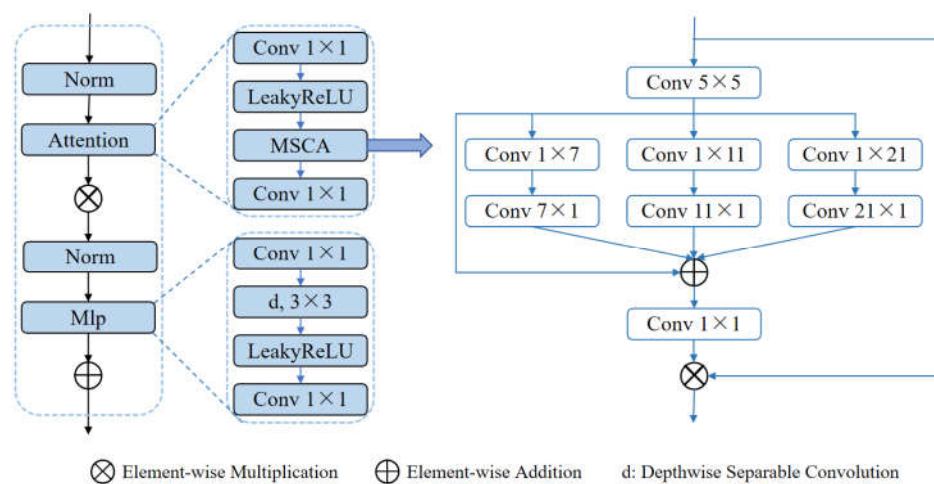 Norm
Attention
Norm
Mlp
Conv 1×1
LeakyReLU
MSCA
Conv 1×1
Conv 1×1
d, 3×3
LeakyReLU
Conv 1×1
Conv 5×5
Conv 1×7
Conv 1×11
Conv 1×21
Conv 7×1
Conv 11×1
Conv 21×1
Conv 1×1
Element-wise Multiplication
Element-wise Addition
d: Depthwise Separable Convolution